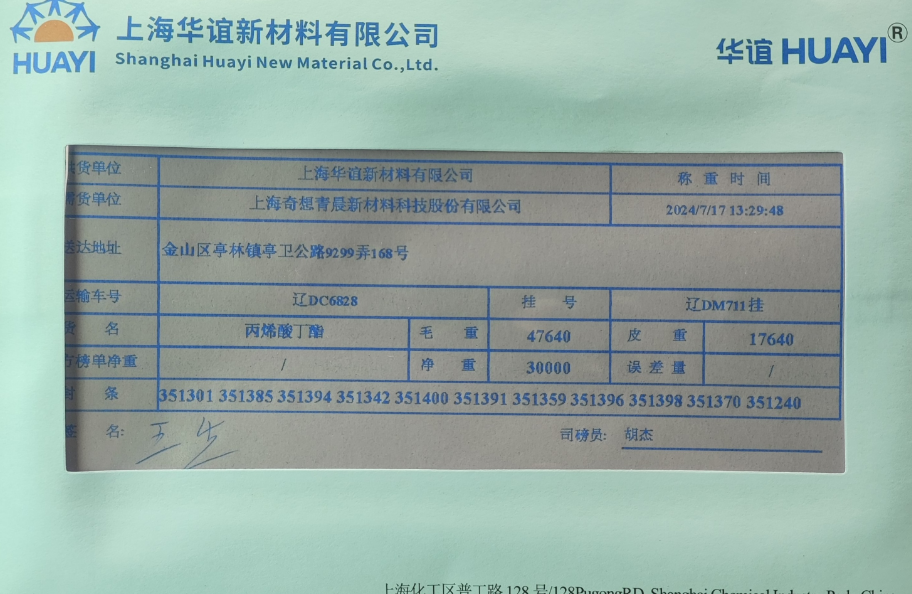 上海华谊新材料有限公司
HUAYI
Shanghai Huayi New Material Co.,Ltd.
华谊 HUAYI®
货单位 上海华谊新材料有限公司 称重时间
货单位 上海奇想青晨新材料科技股份有限公司 2024/7/17 13:29:48
送达地址 金山区亭林镇亭卫公路9299弄168号
运输车号 辽DC6828 挂号 辽DM711挂
货名 丙烯酸丁酯 毛重 47640 皮重 17640
榜单净重 / 净重 30000 误差量 /
条 351301 351385 351394 351342 351400 351391 351359 351396 351398 351370 351240
名: 司磅员: 胡杰
上海化工区普工路 128 号/128PugongRD, Shanghai Chemical Industry Park, China